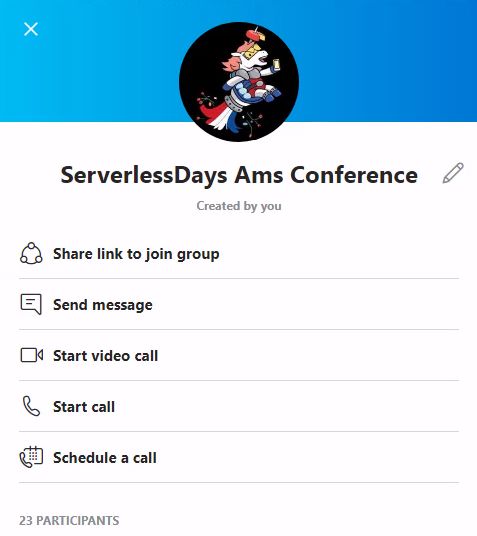 ServerlessDays Ams Conference
Created by you
Share link to join group
Send message
Start video call
Start call
Schedule a call
23 PARTICIPANTS